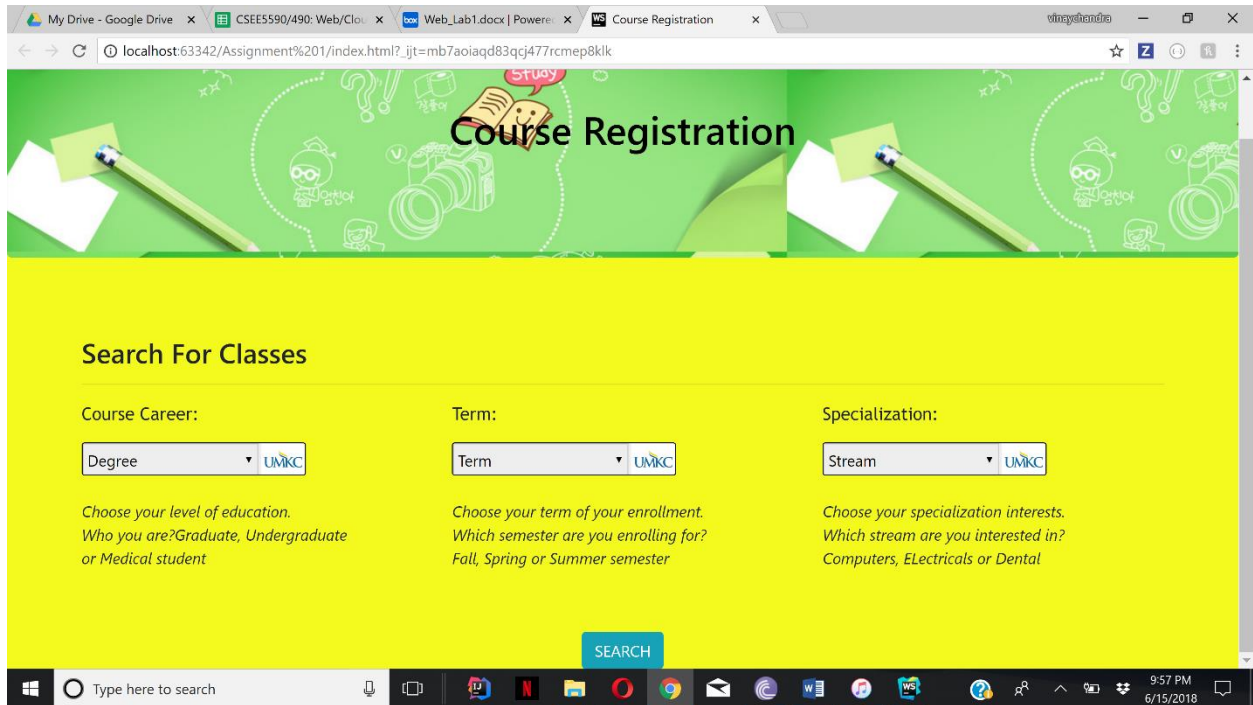 My Drive - Google Drive
CSEE5590/490: Web/Clou
Web_Lab1.docx | Powered
Course Registration
vinaychandra
localhost:63342/Assignment%201/index.html?_ijt=mb7aoiaqd83qcj477rcmep8klk
Study
Course Registration
Search For Classes
Course Career:
Term:
Specialization:
Degree
UMKC
Term
UMKC
Stream
UMKC
Choose your level of education.
Who you are?Graduate, Undergraduate
or Medical student
Choose your term of your enrollment.
Which semester are you enrolling for?
Fall, Spring or Summer semester
Choose your specialization interests.
Which stream are you interested in?
Computers, ELectricals or Dental
SEARCH
Type here to search
9:57 PM
6/15/2018